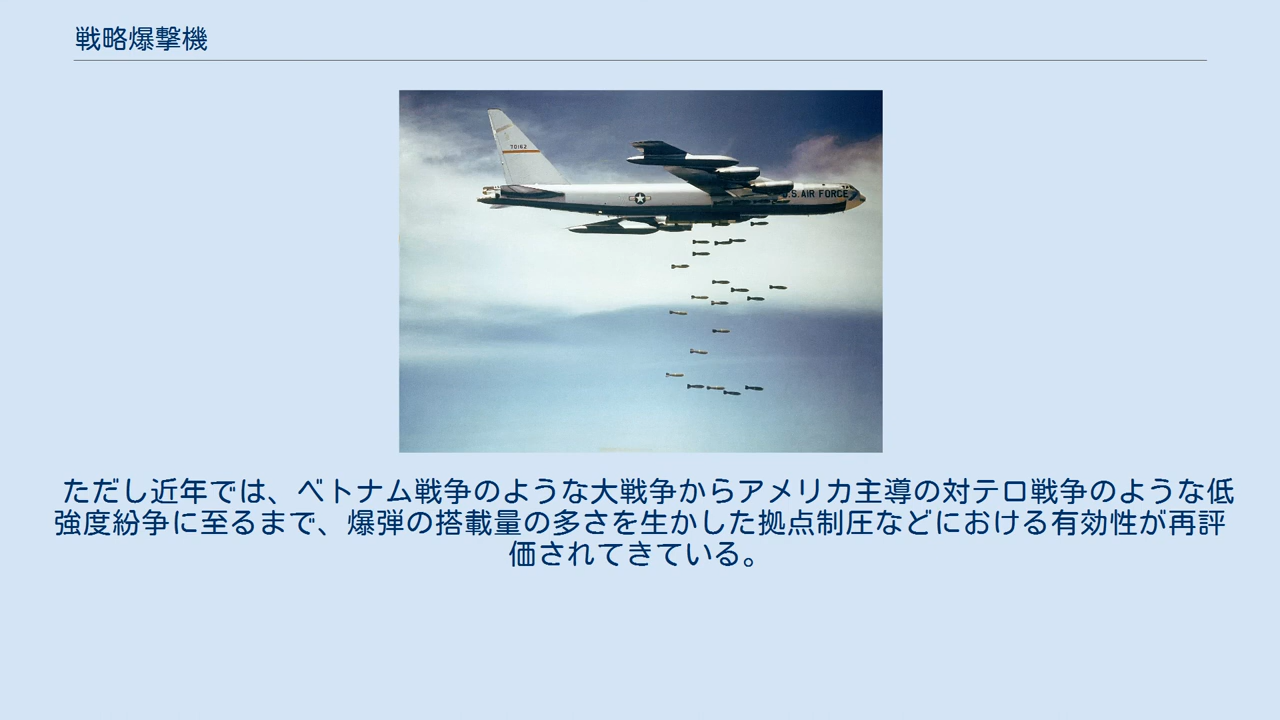 戦略爆撃機
70162
U.S. AIR FORCE
ただし近年では、ベトナム戦争のような大戦争からアメリカ主導の対テロ戦争のような低
強度紛争に至るまで、爆弾の搭載量の多さを生かした拠点制圧などにおける有効性が再評
価されてきている。